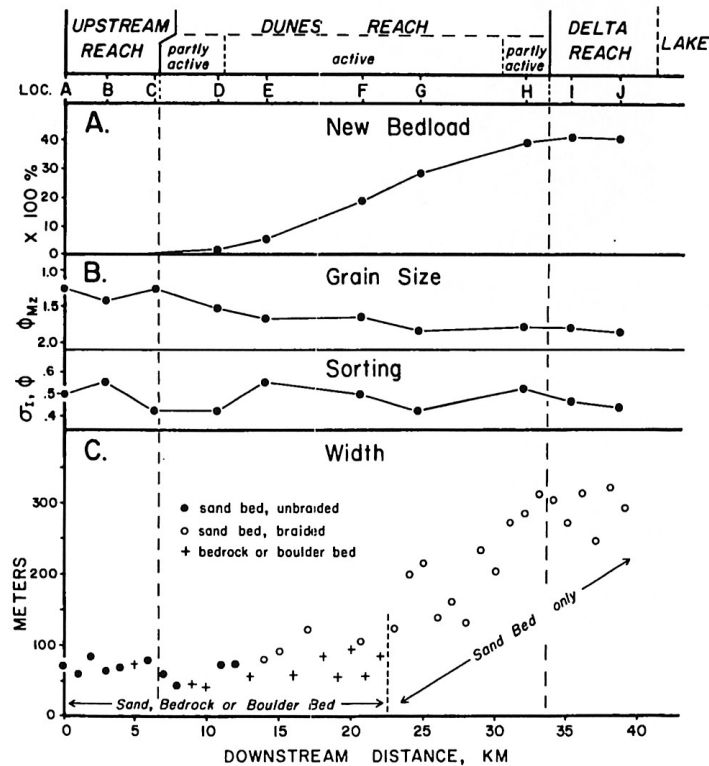 UPSTREAM REACH
DUNES REACH
DELTA REACH
LAKE
partly active
active
partly active
LOC. A B C D E F G H I J
A. New Bedload
X 100 %
40
30
20
10
0
B. Grain Size
ϕMz
1.0
1.5
2.0
Sorting
σI, ϕ
.6
.5
.4
C. Width
METERS
300
200
100
0
● sand bed, unbraided
○ sand bed, braided
+ bedrock or boulder bed
Sand, Bedrock or Boulder Bed
Sand Bed only
0 5 10 15 20 25 30 35 40
DOWNSTREAM DISTANCE, KM